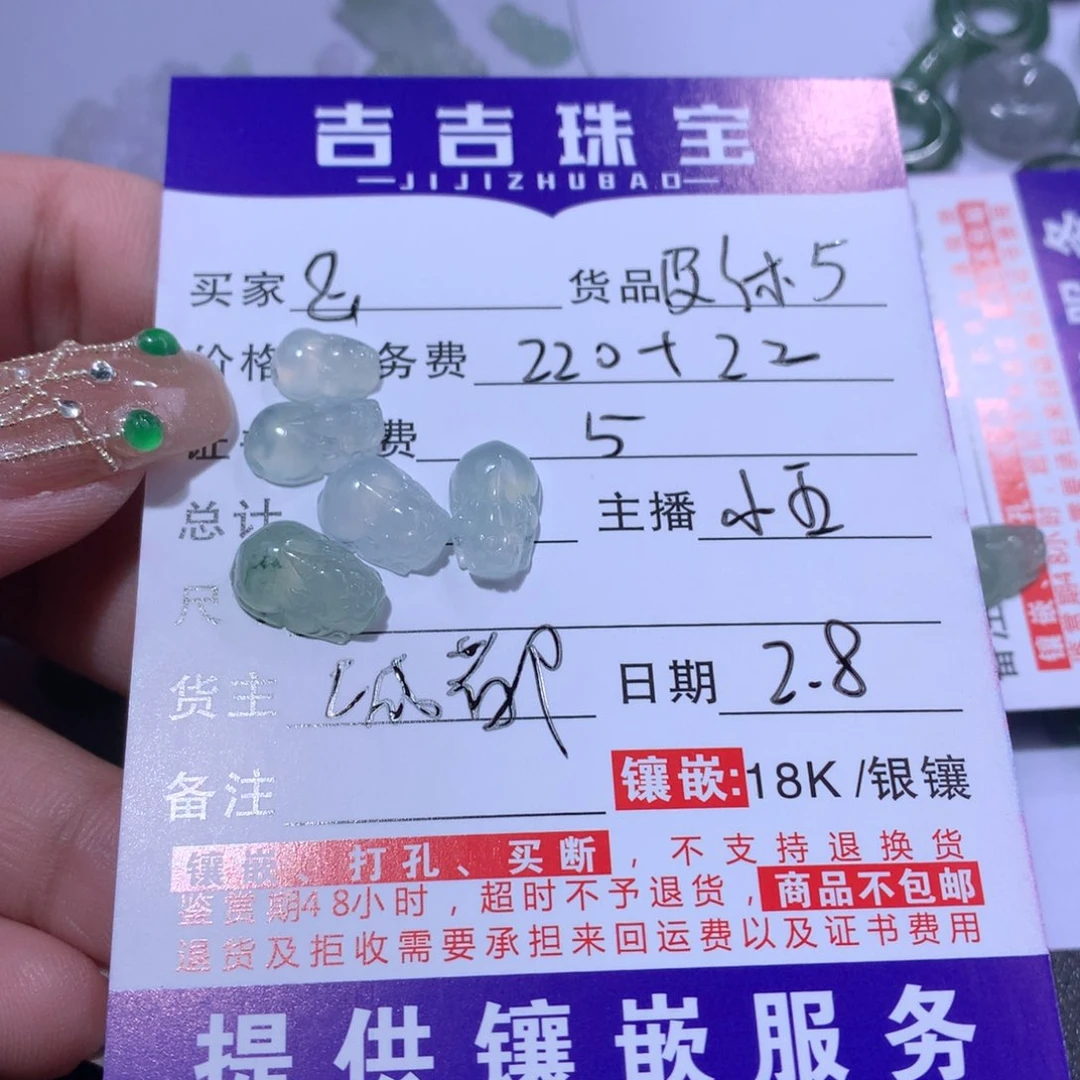 吉吉珠宝
JIJIZHUBAO
买家 货品 5
价格 务费 220+22
费 5
总计 主播 小
尺
货主 日期 2.8
备注 镶嵌:18K /银镶
镶嵌、打孔、买断，不支持退换货
鉴赏期48小时，超时不予退货，商品不包邮
退货及拒收需要承担来回运费以及证书费用
提供镶嵌服务